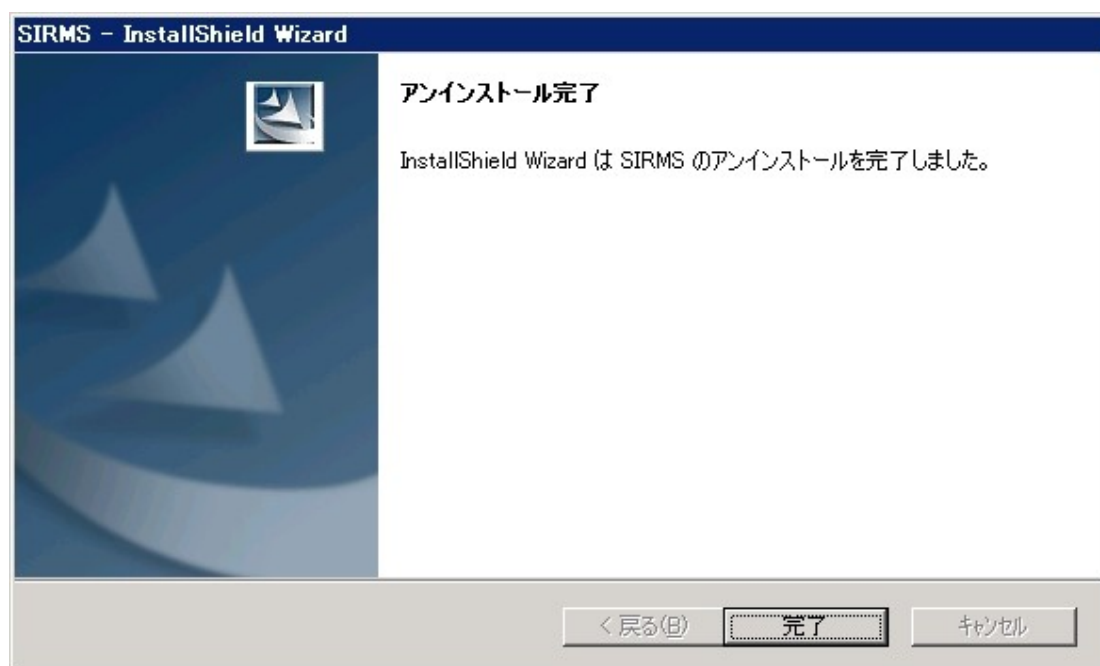 SIRMS - InstallShield Wizard
アンインストール完了
InstallShield Wizard は SIRMS のアンインストールを完了しました。
< 戻る(B)
完了
キャンセル